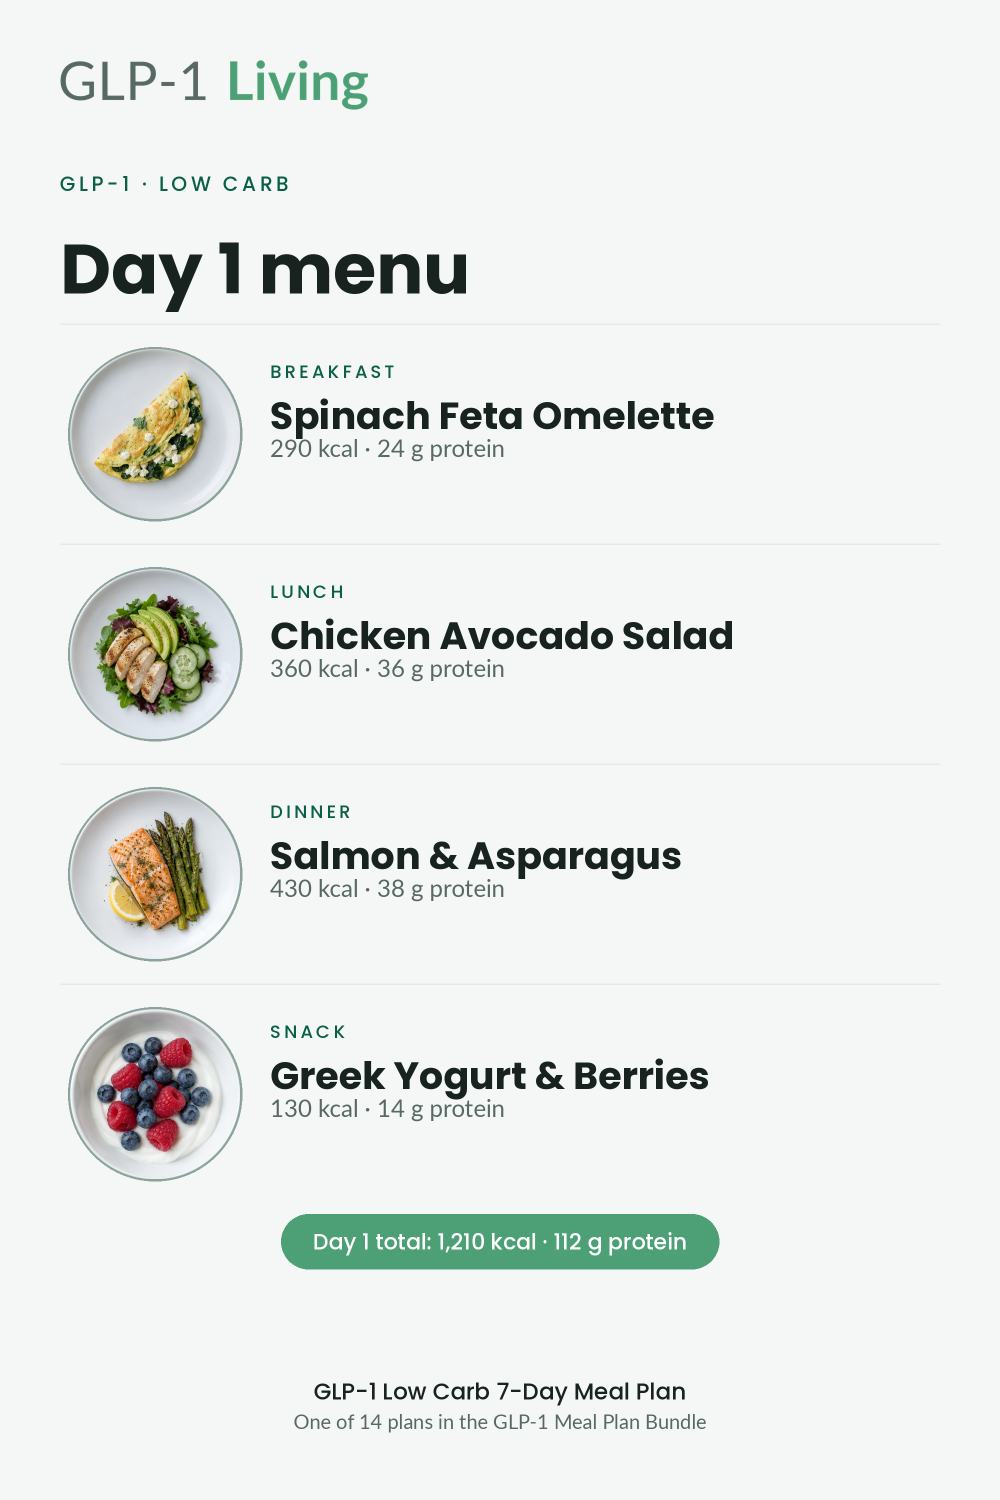 GLP-1 Living
GLP-1 · LOW CARB
Day 1 menu
BREAKFAST
Spinach Feta Omelette
290 kcal · 24 g protein
LUNCH
Chicken Avocado Salad
360 kcal · 36 g protein
DINNER
Salmon & Asparagus
430 kcal · 38 g protein
SNACK
Greek Yogurt & Berries
130 kcal · 14 g protein
Day 1 total: 1,210 kcal · 112 g protein
GLP-1 Low Carb 7-Day Meal Plan
One of 14 plans in the GLP-1 Meal Plan Bundle